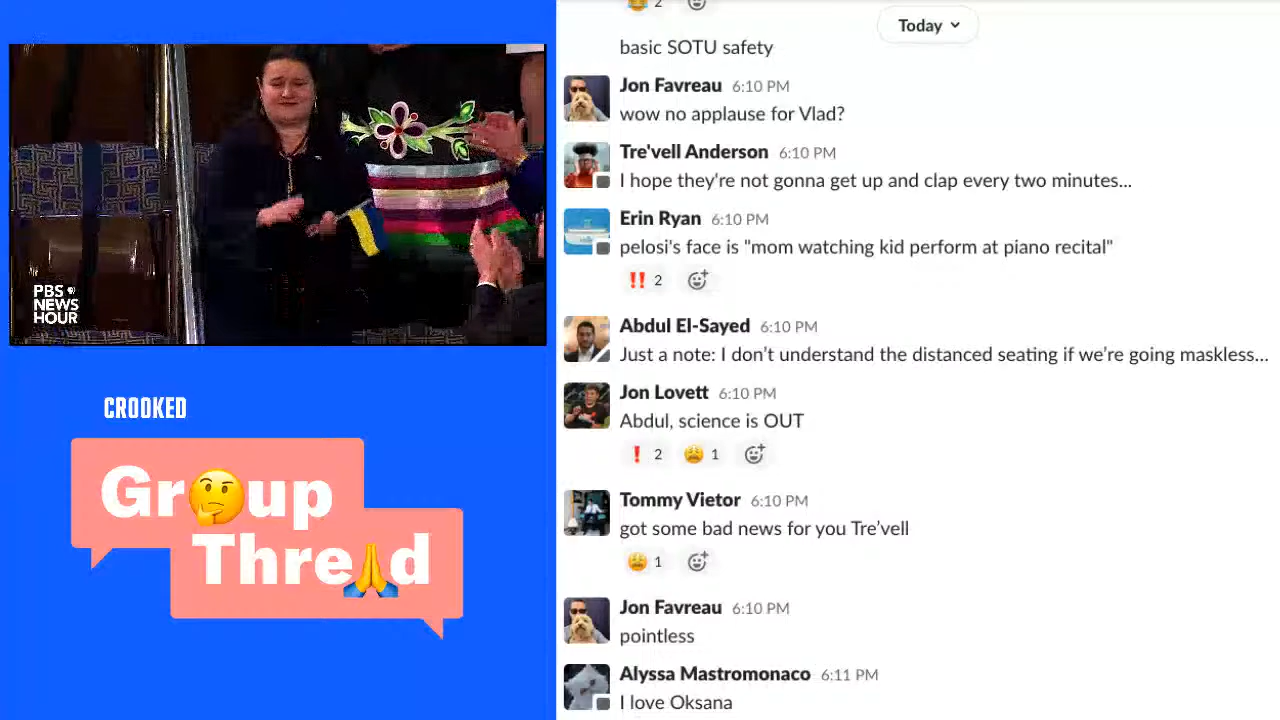 PBS
NEWS
HOUR
CROOKED
Gr🤔up
Thre🙏d
2
Today
basic SOTU safety
Jon Favreau 6:10 PM
wow no applause for Vlad?
Tre'vell Anderson 6:10 PM
I hope they're not gonna get up and clap every two minutes...
Erin Ryan 6:10 PM
pelosi's face is "mom watching kid perform at piano recital"
‼️ 2
Abdul El-Sayed 6:10 PM
Just a note: I don’t understand the distanced seating if we’re going maskless...
Jon Lovett 6:10 PM
Abdul, science is OUT
❗ 2 😩 1
Tommy Vietor 6:10 PM
got some bad news for you Tre’vell
😩 1
Jon Favreau 6:10 PM
pointless
Alyssa Mastromonaco 6:11 PM
I love Oksana